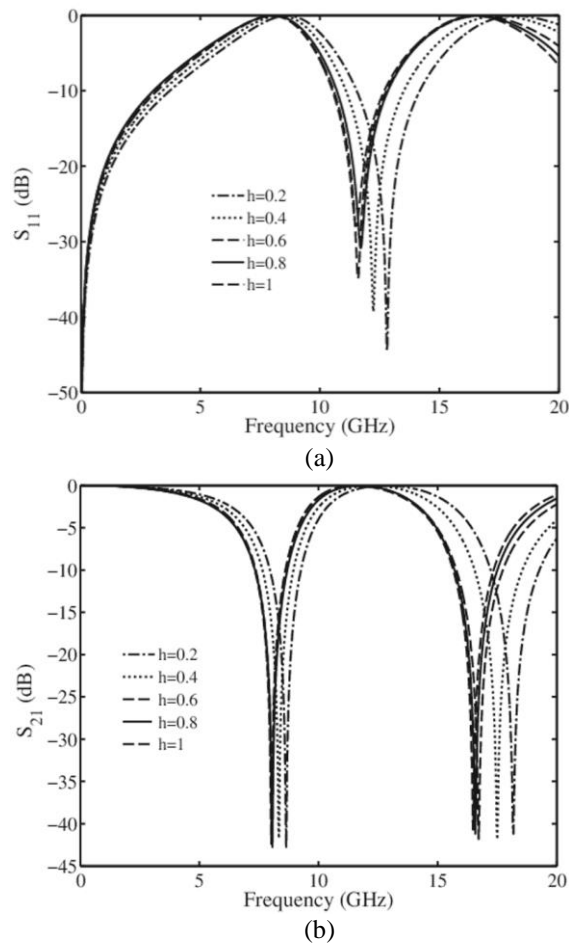 0
−10
−20
−30
−40
−50
S11 (dB)
h=0.2
h=0.4
h=0.6
h=0.8
h=1
0 5 10 15 20
Frequency (GHz)
(a)
0
−5
−10
−15
−20
−25
−30
−35
−40
−45
S21 (dB)
h=0.2
h=0.4
h=0.6
h=0.8
h=1
0 5 10 15 20
Frequency (GHz)
(b)